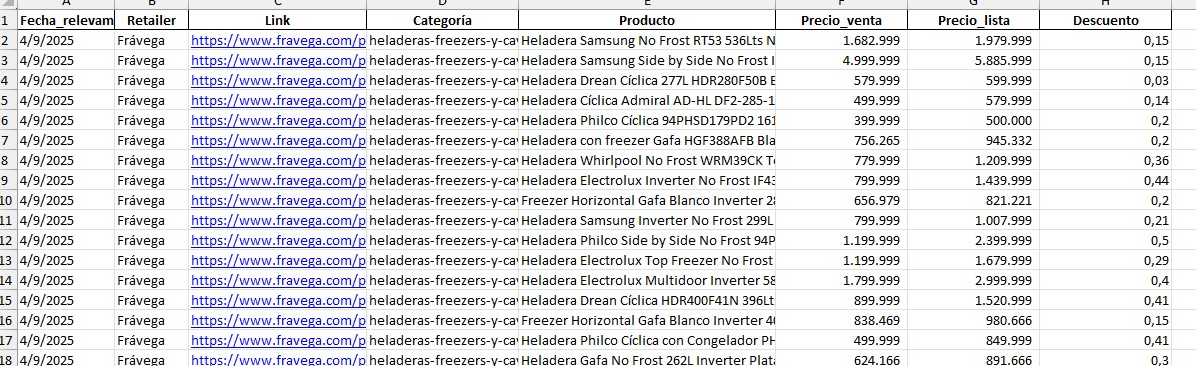 A B C D E F G H
1 Fecha_relevam Retailer Link Categoría Producto Precio_venta Precio_lista Descuento
2 4/9/2025 Frávega https://www.fravega.com/p heladeras-freezers-y-cav Heladera Samsung No Frost RT53 536Lts N 1.682.999 1.979.999 0,15
3 4/9/2025 Frávega https://www.fravega.com/p heladeras-freezers-y-cav Heladera Samsung Side by Side No Frost I 4.999.999 5.885.999 0,15
4 4/9/2025 Frávega https://www.fravega.com/p heladeras-freezers-y-cav Heladera Drean Cíclica 277L HDR280F50B E 579.999 599.999 0,03
5 4/9/2025 Frávega https://www.fravega.com/p heladeras-freezers-y-cav Heladera Cíclica Admiral AD-HL DF2-285-1 499.999 579.999 0,14
6 4/9/2025 Frávega https://www.fravega.com/p heladeras-freezers-y-cav Heladera Philco Cíclica 94PHSD179PD2 161 399.999 500.000 0,2
7 4/9/2025 Frávega https://www.fravega.com/p heladeras-freezers-y-cav Heladera con freezer Gafa HGF388AFB Bla 756.265 945.332 0,2
8 4/9/2025 Frávega https://www.fravega.com/p heladeras-freezers-y-cav Heladera Whirlpool No Frost WRM39CK To 779.999 1.209.999 0,36
9 4/9/2025 Frávega https://www.fravega.com/p heladeras-freezers-y-cav Heladera Electrolux Inverter No Frost IF43 799.999 1.439.999 0,44
10 4/9/2025 Frávega https://www.fravega.com/p heladeras-freezers-y-cav Freezer Horizontal Gafa Blanco Inverter 28 656.979 821.221 0,2
11 4/9/2025 Frávega https://www.fravega.com/p heladeras-freezers-y-cav Heladera Samsung Inverter No Frost 299L 799.999 1.007.999 0,21
12 4/9/2025 Frávega https://www.fravega.com/p heladeras-freezers-y-cav Heladera Philco Side by Side No Frost 94P 1.199.999 2.399.999 0,5
13 4/9/2025 Frávega https://www.fravega.com/p heladeras-freezers-y-cav Heladera Electrolux Top Freezer No Frost 1.199.999 1.679.999 0,29
14 4/9/2025 Frávega https://www.fravega.com/p heladeras-freezers-y-cav Heladera Electrolux Multidoor Inverter 58 1.799.999 2.999.999 0,4
15 4/9/2025 Frávega https://www.fravega.com/p heladeras-freezers-y-cav Heladera Drean Cíclica HDR400F41N 396Lt 899.999 1.520.999 0,41
16 4/9/2025 Frávega https://www.fravega.com/p heladeras-freezers-y-cav Freezer Horizontal Gafa Blanco Inverter 40 838.469 980.666 0,15
17 4/9/2025 Frávega https://www.fravega.com/p heladeras-freezers-y-cav Heladera Philco Cíclica con Congelador PH 499.999 849.999 0,41
18 4/9/2025 Frávega https://www.fravega.com/p heladeras-freezers-y-cav Heladera Gafa No Frost 262L Inverter Plat 624.166 891.666 0,3